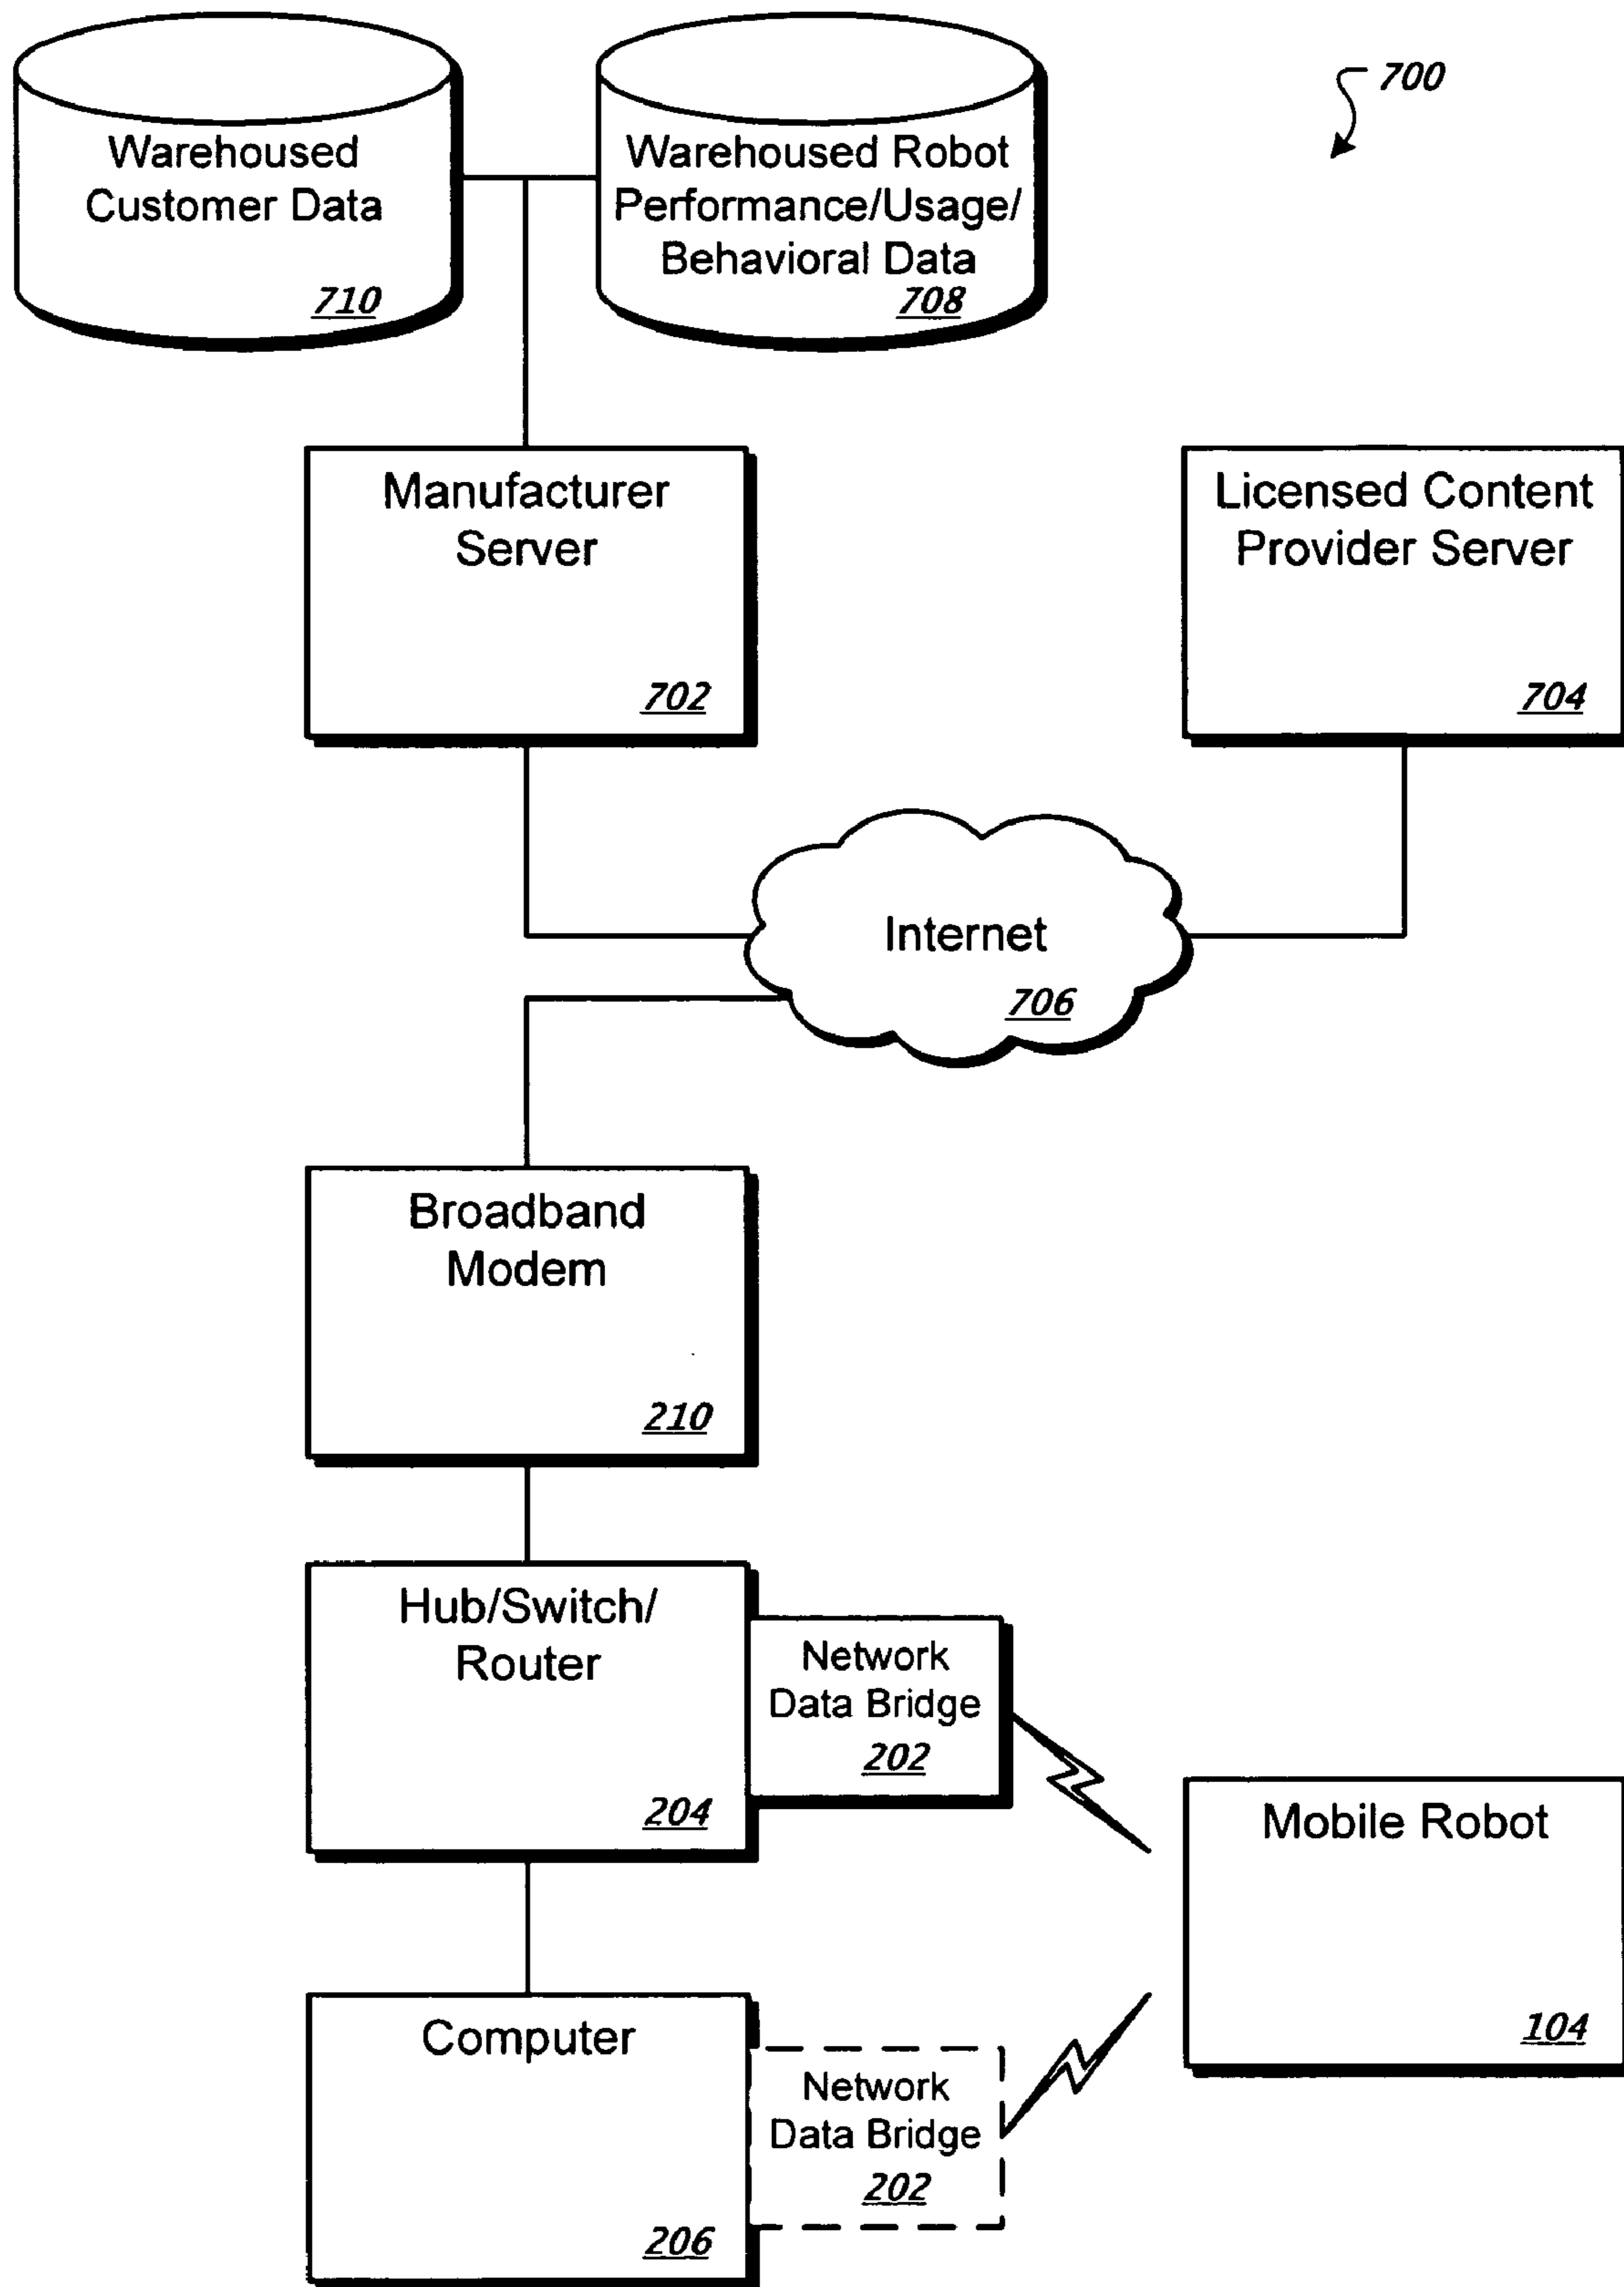 700
Warehoused
Customer Data
710
Warehoused Robot
Performance/Usage/
Behavioral Data
708
Manufacturer
Server
702
Licensed Content
Provider Server
704
Internet
706
Broadband
Modem
210
Hub/Switch/
Router
204
Network
Data Bridge
202
Mobile Robot
104
Computer
206
Network
Data Bridge
202